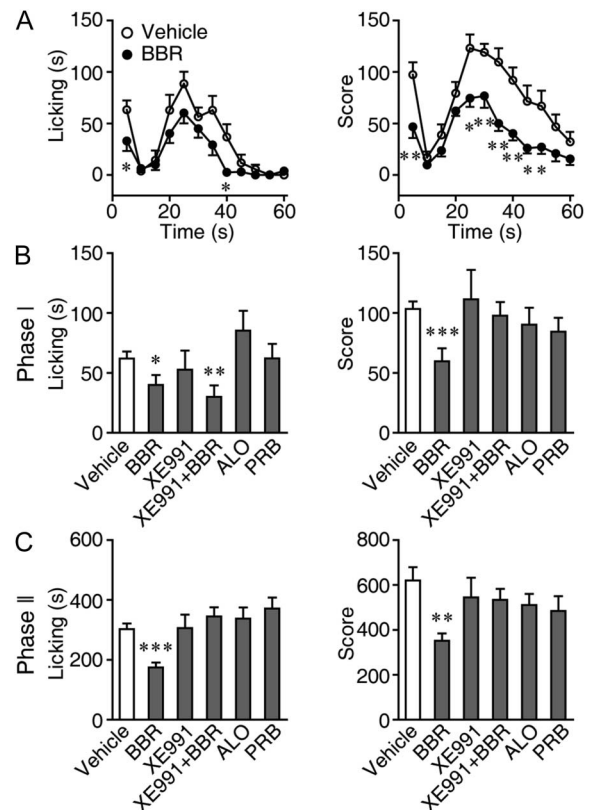 A
Vehicle
BBR
Licking (s)
150
100
50
0
0 20 40 60
Time (s)
*
*
Score
150
100
50
0
0 20 40 60
Time (s)
**
*
**
**
**
**
B
Phase I
Licking (s)
150
100
50
0
*
**
Vehicle
BBR
XE991
XE991+BBR
ALO
PRB
Score
150
100
50
0
***
Vehicle
BBR
XE991
XE991+BBR
ALO
PRB
C
Phase II
Licking (s)
600
400
200
0
***
Vehicle
BBR
XE991
XE991+BBR
ALO
PRB
Score
800
600
400
200
0
**
Vehicle
BBR
XE991
XE991+BBR
ALO
PRB